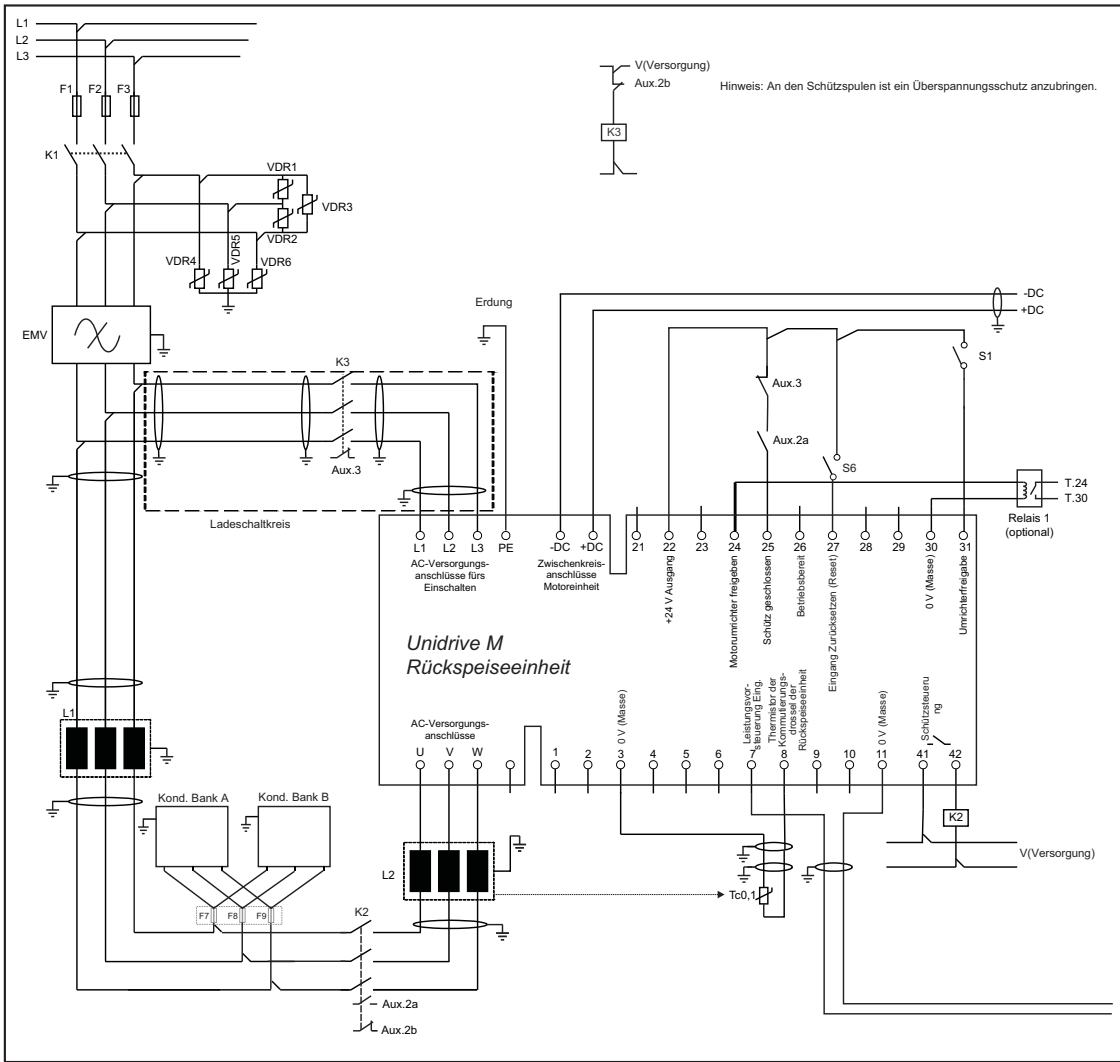 L1
L2
L3
F1 F2 F3
K1
VDR1
VDR3
VDR2
VDR5
VDR4 VDR6
V(Versorgung)
Aux.2b
K3
Hinweis: An den Schützspulen ist ein Überspannungsschutz anzubringen.
EMV
Erdung
-DC
+DC
S1
K3
Aux.3
Aux.2a
S6
Aux.3
Ladeschaltkreis
T.24
T.30
Relais 1
(optional)
L1 L2 L3 PE
AC-Versorgungs-
anschlüsse fürs
Einschalten
-DC +DC
Zwischenkreis-
anschlüsse
Motoreinheit
21 22 23 24 25 26 27 28 29 30 31
+24 V Ausgang
Motorumrichter freigeben
Schütz geschlossen
Betriebsbereit
Eingang Zurücksetzen (Reset)
0 V (Masse)
Umrichterfreigabe
Unidrive M
Rückspeiseeinheit
AC-Versorgungs-
anschlüsse
U V W
0 V (Masse)
Leistungsvor-
steuerung Eing.
Thermistor der
Kommutierungs-
drossel der
Rückspeiseeinheit
0 V (Masse)
Schützsteueru
ng
1 2 3 4 5 6 7 8 9 10 11 41 42
L1
Kond. Bank A Kond. Bank B
K2
V(Versorgung)
L2
Tc0,1
F7 F8 F9
K2
Aux.2a
Aux.2b